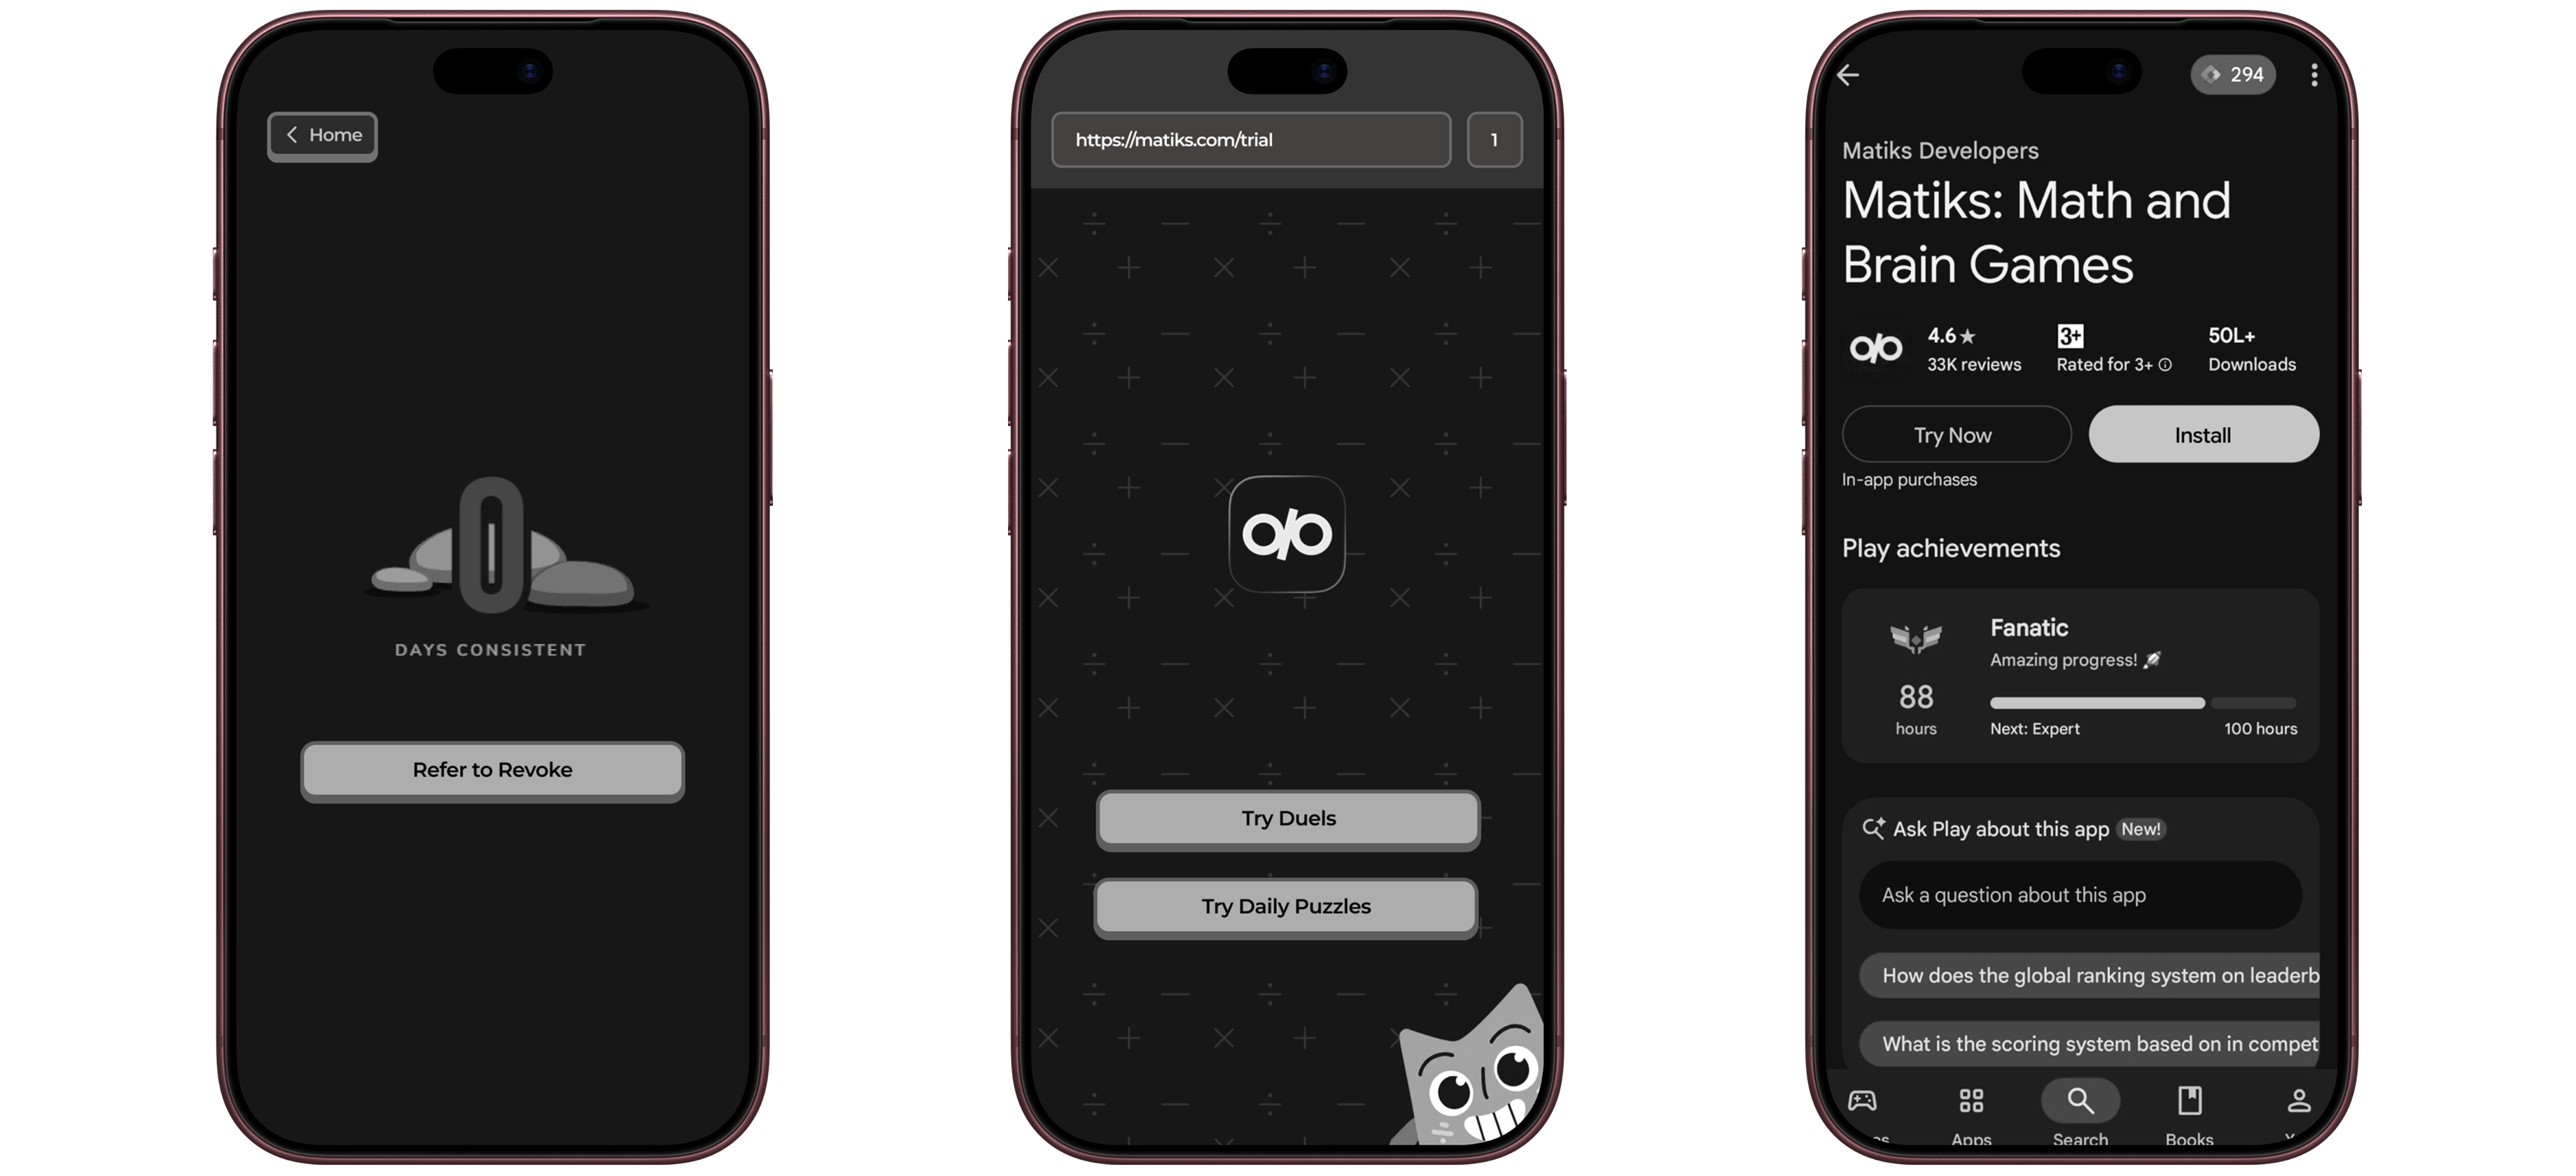 Home
0
DAYS CONSISTENT
Refer to Revoke
https://matiks.com/trial
1
Try Duels
Try Daily Puzzles
294
Matiks Developers
Matiks: Math and
Brain Games
4.6★ 3+ 50L+
33K reviews Rated for 3+ Downloads
Try Now Install
In-app purchases
Play achievements
Fanatic
Amazing progress!
88
hours
Next: Expert 100 hours
Ask Play about this app New!
Ask a question about this app
How does the global ranking system on leaderb
What is the scoring system based on in compet
Apps Search Books